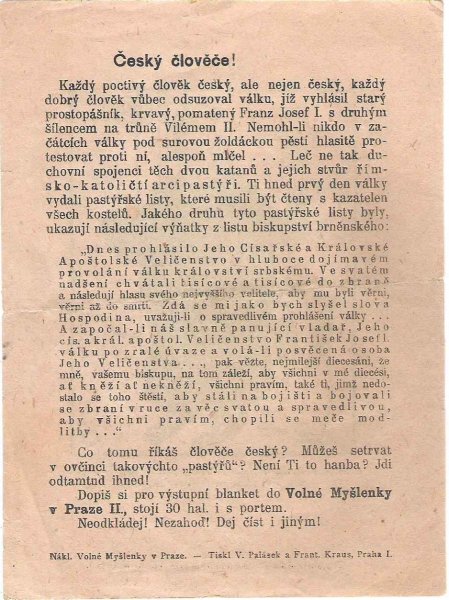 Český člověče!
Každý poctivý člověk český, ale nejen český, každý
dobrý člověk vůbec odsuzoval válku, již vyhlásil starý
prostopášník, krvavý, pomatený Franz Josef I. s druhým
šílencem na trůně Vilémem II. Nemohl-li nikdo v za-
čátcích války pod surovou žoldáckou pěstí hlasitě pro-
testovat proti ní, alespoň mlčel . . . Leč ne tak du-
chovní spojenci těch dvou katanů a jejich stvůr řím-
sko-katoličtí arcipastýři. Ti hned prvý den války
vydali pastýřské listy, které musili být čteny s kazatelen
všech kostelů. Jakého druhu tyto pastýřské listy byly,
ukazují následující výňatky z listu biskupství brněnského:
„Dnes prohlásilo Jeho Císařské a Královské
Apoštolské Veličenstvo v hluboce dojímavém
provolání válku království srbskému. Ve svatém
nadšení chvátali tisícové a tisícové do zbraně
a následují hlasu svého nejvyššího velitele, aby mu byli věrni,
věrni až do smrti. Zdá se mi jako bych slyšel slova
Hospodina, uvažuji-li o spravedlivém prohlášení války . . .
A započal-li náš slavně panující vladař, Jeho
cís. a král. apoštol. Veličenstvo František Josef I.
válku po zralé úvaze a volá-li posvěcená osoba
Jeho Veličenstva . . . , pak vězte, nejmilejší diecesáni, že
mně, vašemu biskupu, na tom záleží, aby všichni v mé diecési,
ať kněží ať nekněží, všichni pravím, také ti, jimž nedo-
stalo se toho štěstí, aby stáli na bojišti a bojovali
se zbraní v ruce za věc svatou a spravedlivou,
aby všichni pravím, chopili se meče mod-
litby . . .“
Co tomu říkáš člověče český? Můžeš setrvat
v ovčinci takovýchto „pastýřů“? Není Ti to hanba? Jdi
odtamtud ihned!
Dopiš si pro výstupní blanket do Volné Myšlenky
v Praze II., stojí 30 hal. i s portem.
Neodkládej! Nezahoď! Dej číst i jiným!
Nákl. Volné Myšlenky v Praze. — Tiskl V. Palásek a Frant. Kraus, Praha I.